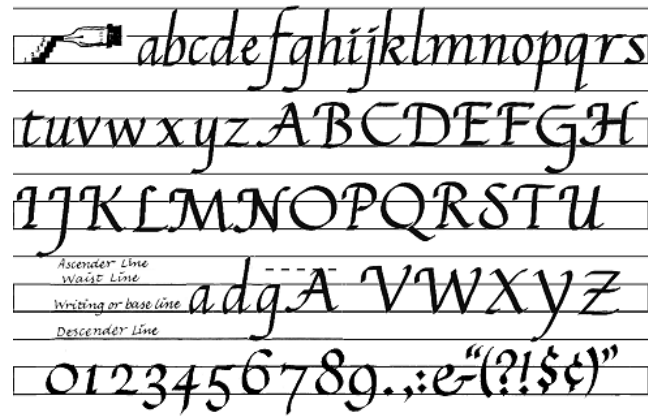 abcdefghijklmnopqrs
tuvwxyzABCDEFGH
IJKLMNOPQRSTU
Ascender Line
Waist Line
Writing or base line
Descender Line
adgA VWXYZ
0123456789.,:&“(?!$¢)”